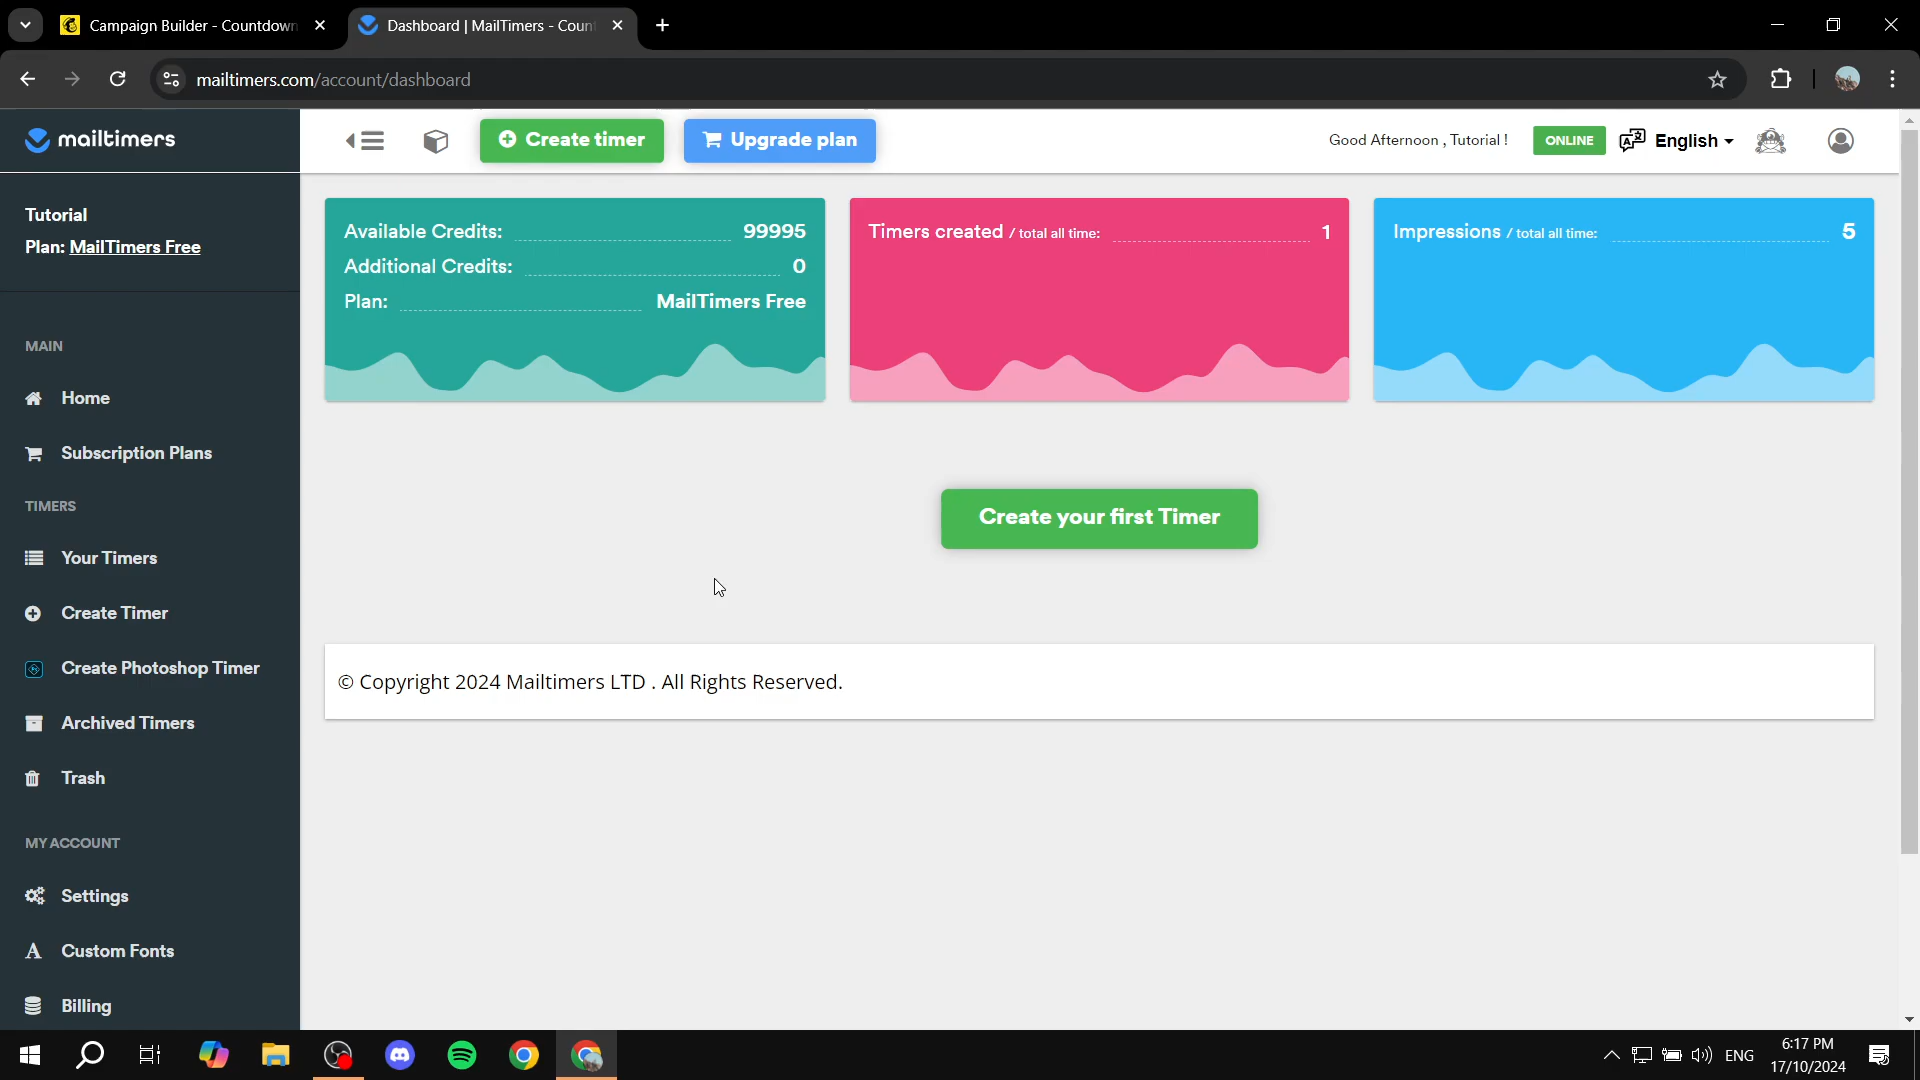 Campaign Builder - Countdown
Dashboard | MailTimers - Coun
mailtimers.com/account/dashboard
mailtimers
Create timer
Upgrade plan
Good Afternoon , Tutorial !
ONLINE
English
Tutorial
Plan: MailTimers Free
Available Credits: 99995
Additional Credits: 0
Plan: MailTimers Free
Timers created / total all time: 1
Impressions / total all time: 5
MAIN
Home
Subscription Plans
TIMERS
Your Timers
Create Timer
Create Photoshop Timer
Archived Timers
Trash
MY ACCOUNT
Settings
Custom Fonts
Billing
Create your first Timer
© Copyright 2024 Mailtimers LTD . All Rights Reserved.
ENG
6:17 PM
17/10/2024